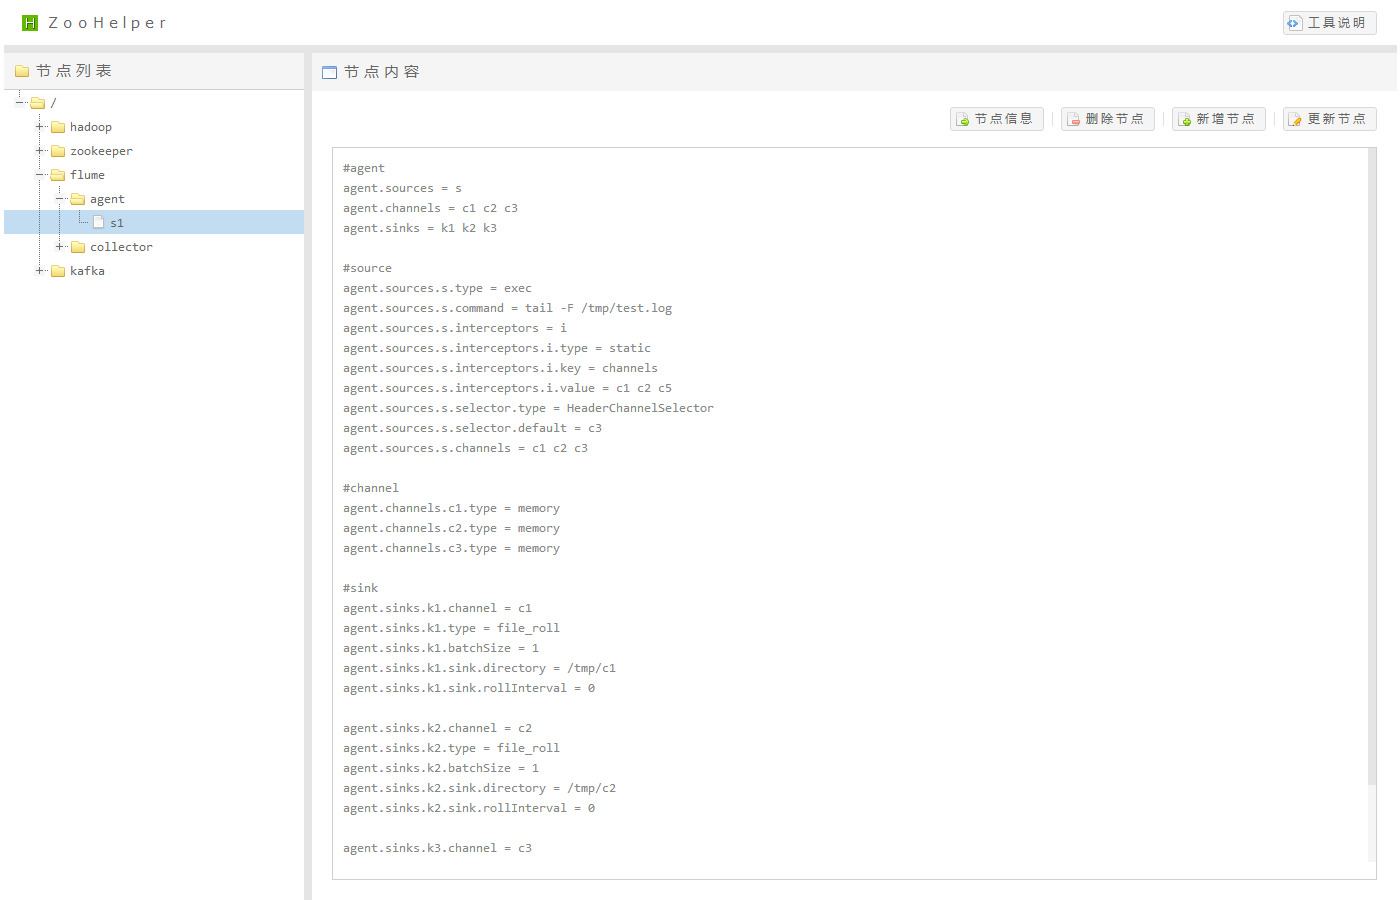 ZooHelper
工具说明
节点列表
/
hadoop
zookeeper
flume
agent
s1
collector
kafka
节点内容
节点信息
删除节点
新增节点
更新节点
#agent
agent.sources = s
agent.channels = c1 c2 c3
agent.sinks = k1 k2 k3
#source
agent.sources.s.type = exec
agent.sources.s.command = tail -F /tmp/test.log
agent.sources.s.interceptors = i
agent.sources.s.interceptors.i.type = static
agent.sources.s.interceptors.i.key = channels
agent.sources.s.interceptors.i.value = c1 c2 c5
agent.sources.s.selector.type = HeaderChannelSelector
agent.sources.s.selector.default = c3
agent.sources.s.channels = c1 c2 c3
#channel
agent.channels.c1.type = memory
agent.channels.c2.type = memory
agent.channels.c3.type = memory
#sink
agent.sinks.k1.channel = c1
agent.sinks.k1.type = file_roll
agent.sinks.k1.batchSize = 1
agent.sinks.k1.sink.directory = /tmp/c1
agent.sinks.k1.sink.rollInterval = 0
agent.sinks.k2.channel = c2
agent.sinks.k2.type = file_roll
agent.sinks.k2.batchSize = 1
agent.sinks.k2.sink.directory = /tmp/c2
agent.sinks.k2.sink.rollInterval = 0
agent.sinks.k3.channel = c3